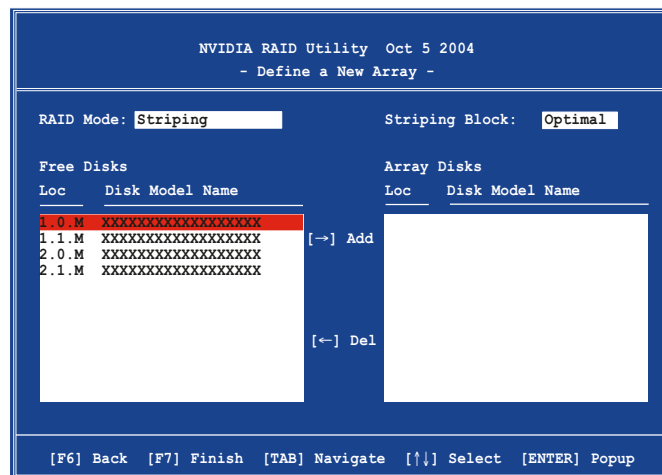 NVIDIA RAID Utility Oct 5 2004
- Define a New Array -
RAID Mode: Striping Striping Block: Optimal
Free Disks Array Disks
Loc Disk Model Name Loc Disk Model Name
1.0.M XXXXXXXXXXXXXXXXXX
1.1.M XXXXXXXXXXXXXXXXXX
[→] Add
2.0.M XXXXXXXXXXXXXXXXXX
2.1.M XXXXXXXXXXXXXXXXXX
[←] Del
[F6] Back [F7] Finish [TAB] Navigate [↑↓] Select [ENTER] Popup